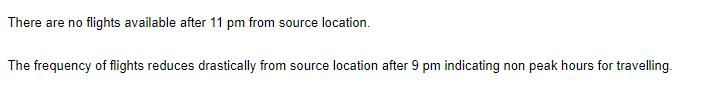 There are no flights available after 11 pm from source location.
The frequency of flights reduces drastically from source location after 9 pm indicating non peak hours for travelling.